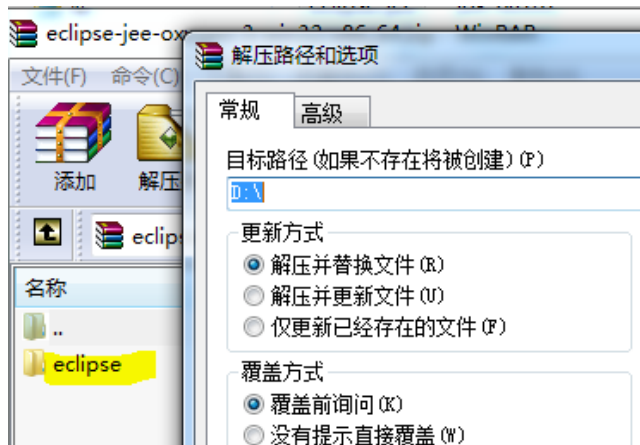 eclipse-jee-ox
解压路径和选项
文件(F) 命令(C)
常规 高级
添加 解压
目标路径(如果不存在将被创建)(P)
D:\
eclips
更新方式
解压并替换文件(R)
解压并更新文件(U)
仅更新已经存在的文件(F)
名称
..
eclipse
覆盖方式
覆盖前询问(K)
没有提示直接覆盖(W)